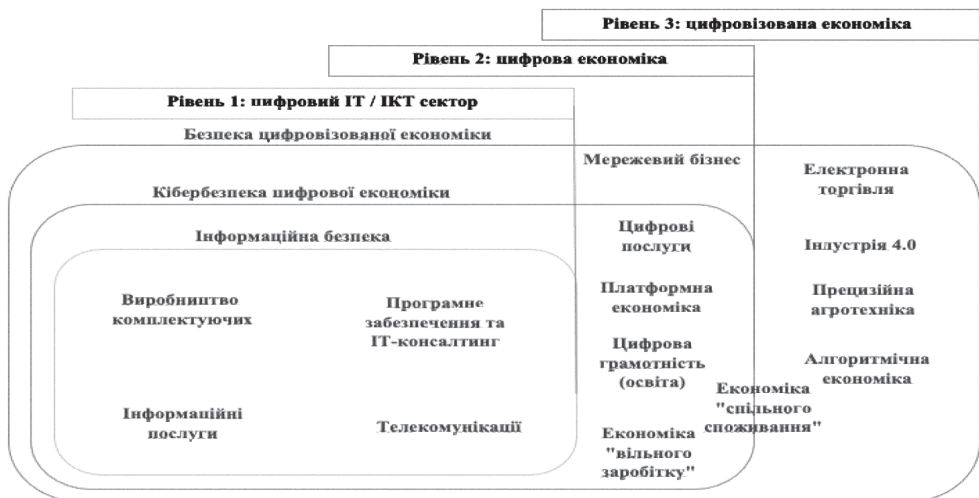 Рівень 3: цифровізована економіка
Рівень 2: цифрова економіка
Рівень 1: цифровий ІТ / ІКТ сектор
Безпека цифровізованої економіки
Мережевий бізнес
Електронна
торгівля
Кібербезпека цифрової економіки
Інформаційна безпека
Цифрові
послуги
Індустрія 4.0
Виробництво
комплектуючих
Програмне
забезпечення та
ІТ-консалтинг
Платформна
економіка
Прецизійна
агротехніка
Цифрова
грамотність
(освіта)
Алгоритмічна
економіка
Економіка
"спільного
споживання"
Інформаційні
послуги
Телекомунікації
Економіка
"вільного
заробітку"